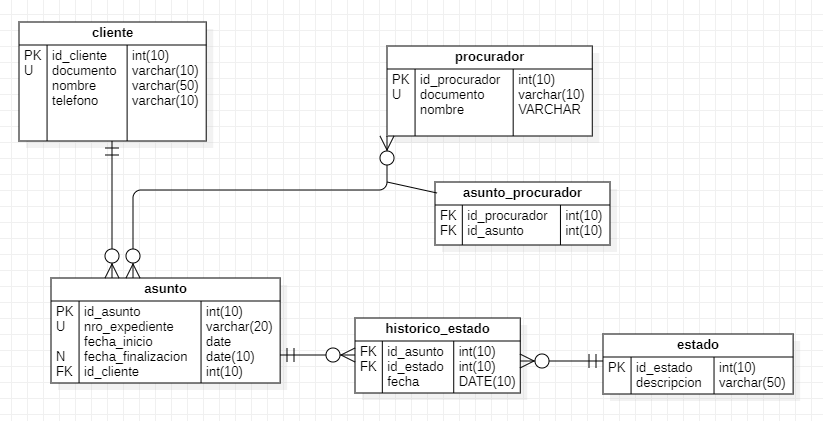 cliente
PK id_cliente int(10)
U documento varchar(10)
nombre varchar(50)
telefono varchar(10)
procurador
PK id_procurador int(10)
U documento varchar(10)
nombre VARCHAR
asunto_procurador
FK id_procurador int(10)
FK id_asunto int(10)
asunto
PK id_asunto int(10)
U nro_expediente varchar(20)
fecha_inicio date
N fecha_finalizacion date(10)
FK id_cliente int(10)
historico_estado
FK id_asunto int(10)
FK id_estado int(10)
fecha DATE(10)
estado
PK id_estado int(10)
descripcion varchar(50)